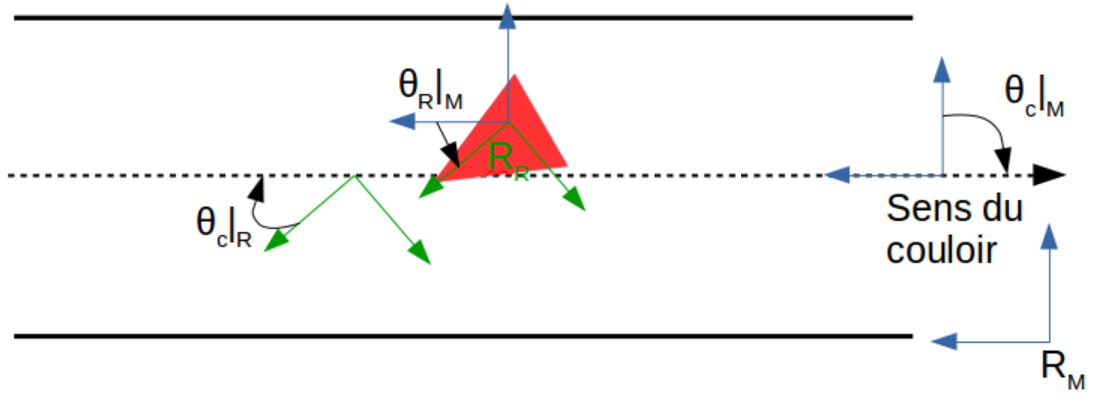 θR|M
θc|M
RR
θc|R
Sens du
couloir
RM